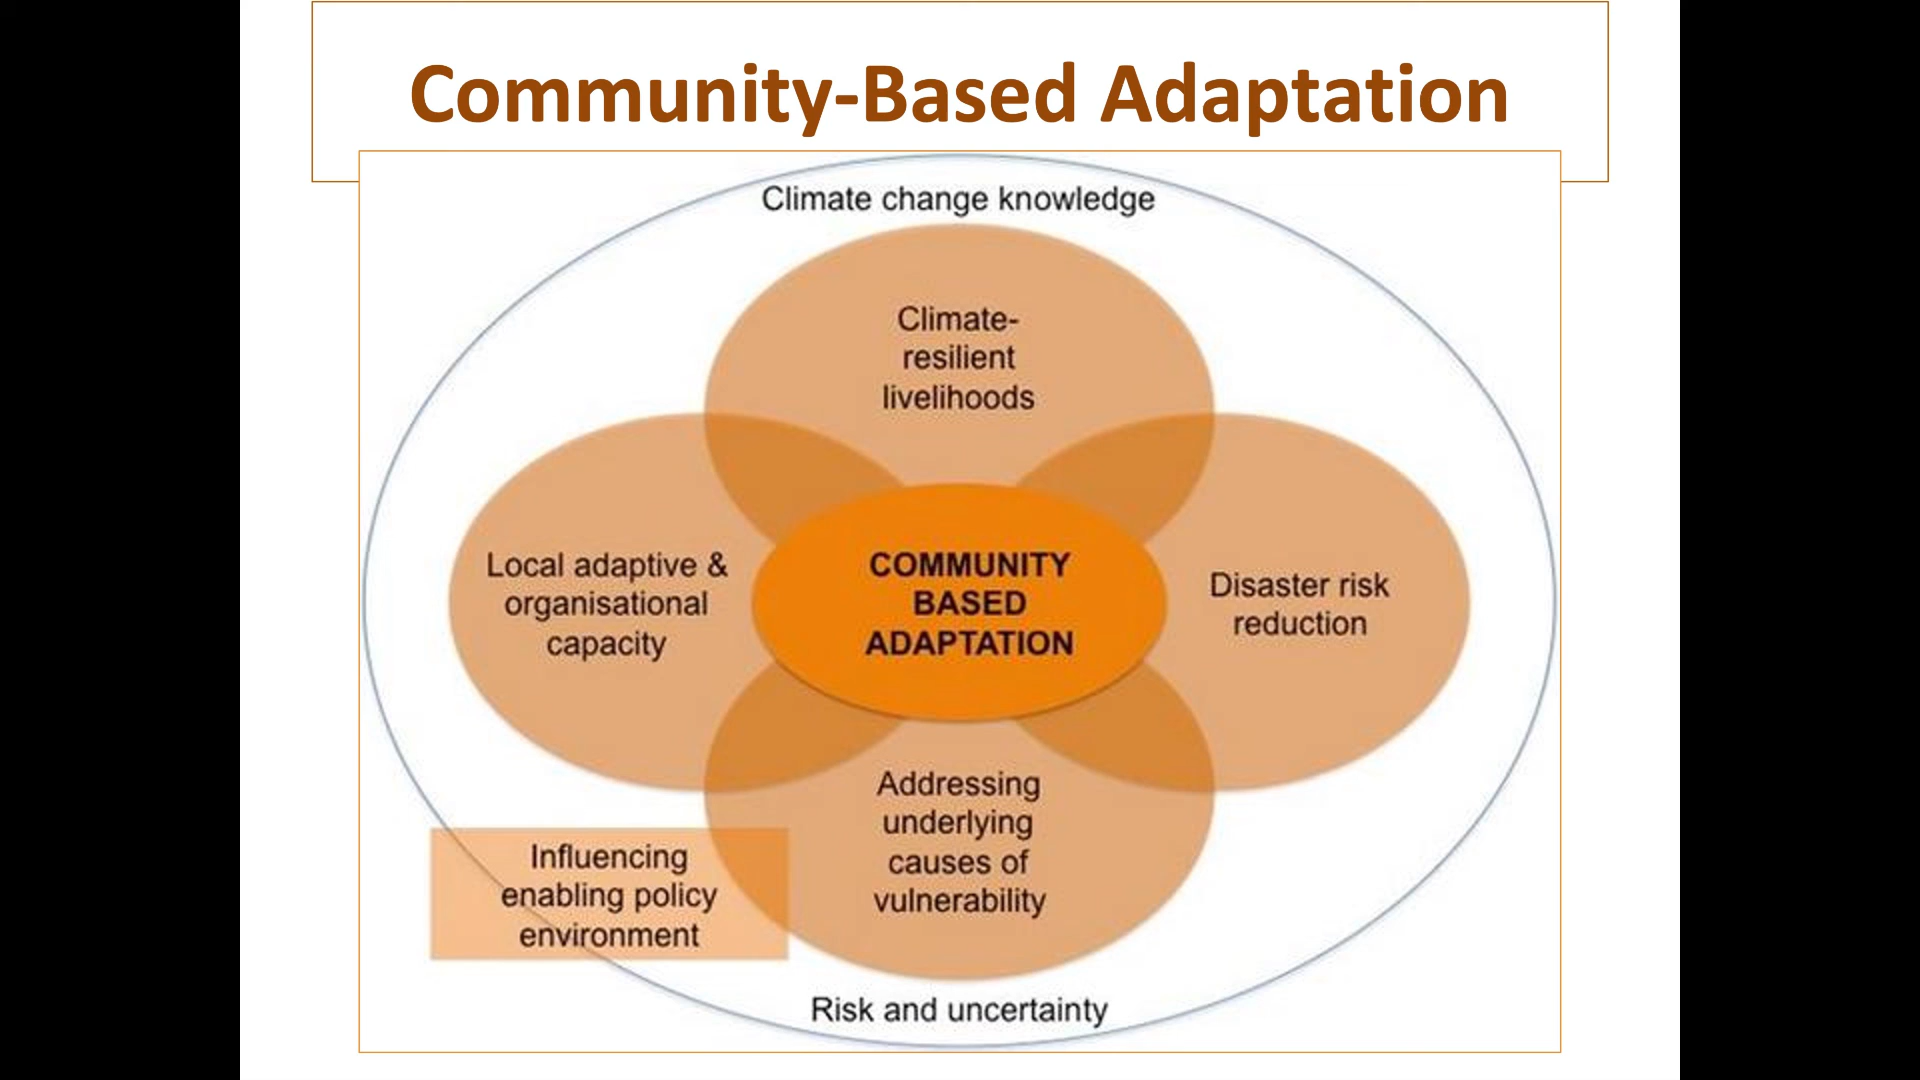 Community-Based Adaptation
Climate change knowledge
Climate-
resilient
livelihoods
Local adaptive &
organisational
capacity
COMMUNITY
BASED
ADAPTATION
Disaster risk
reduction
Addressing
underlying
causes of
vulnerability
Influencing
enabling policy
environment
Risk and uncertainty